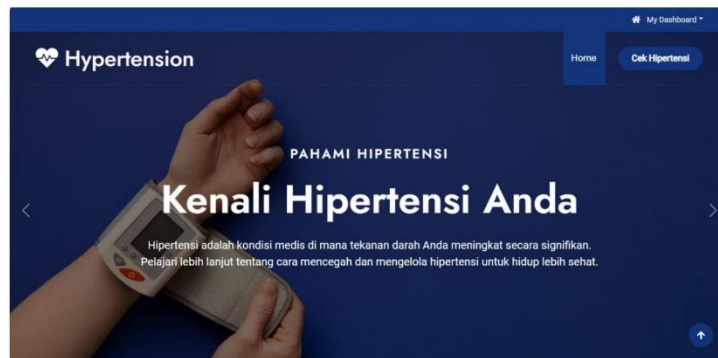 My Dashboard
Hypertension
Home
Cek Hipertensi
PAHAMI HIPERTENSI
Kenali Hipertensi Anda
Hipertensi adalah kondisi medis di mana tekanan darah Anda meningkat secara signifikan.
Pelajari lebih lanjut tentang cara mencegah dan mengelola hipertensi untuk hidup lebih sehat.